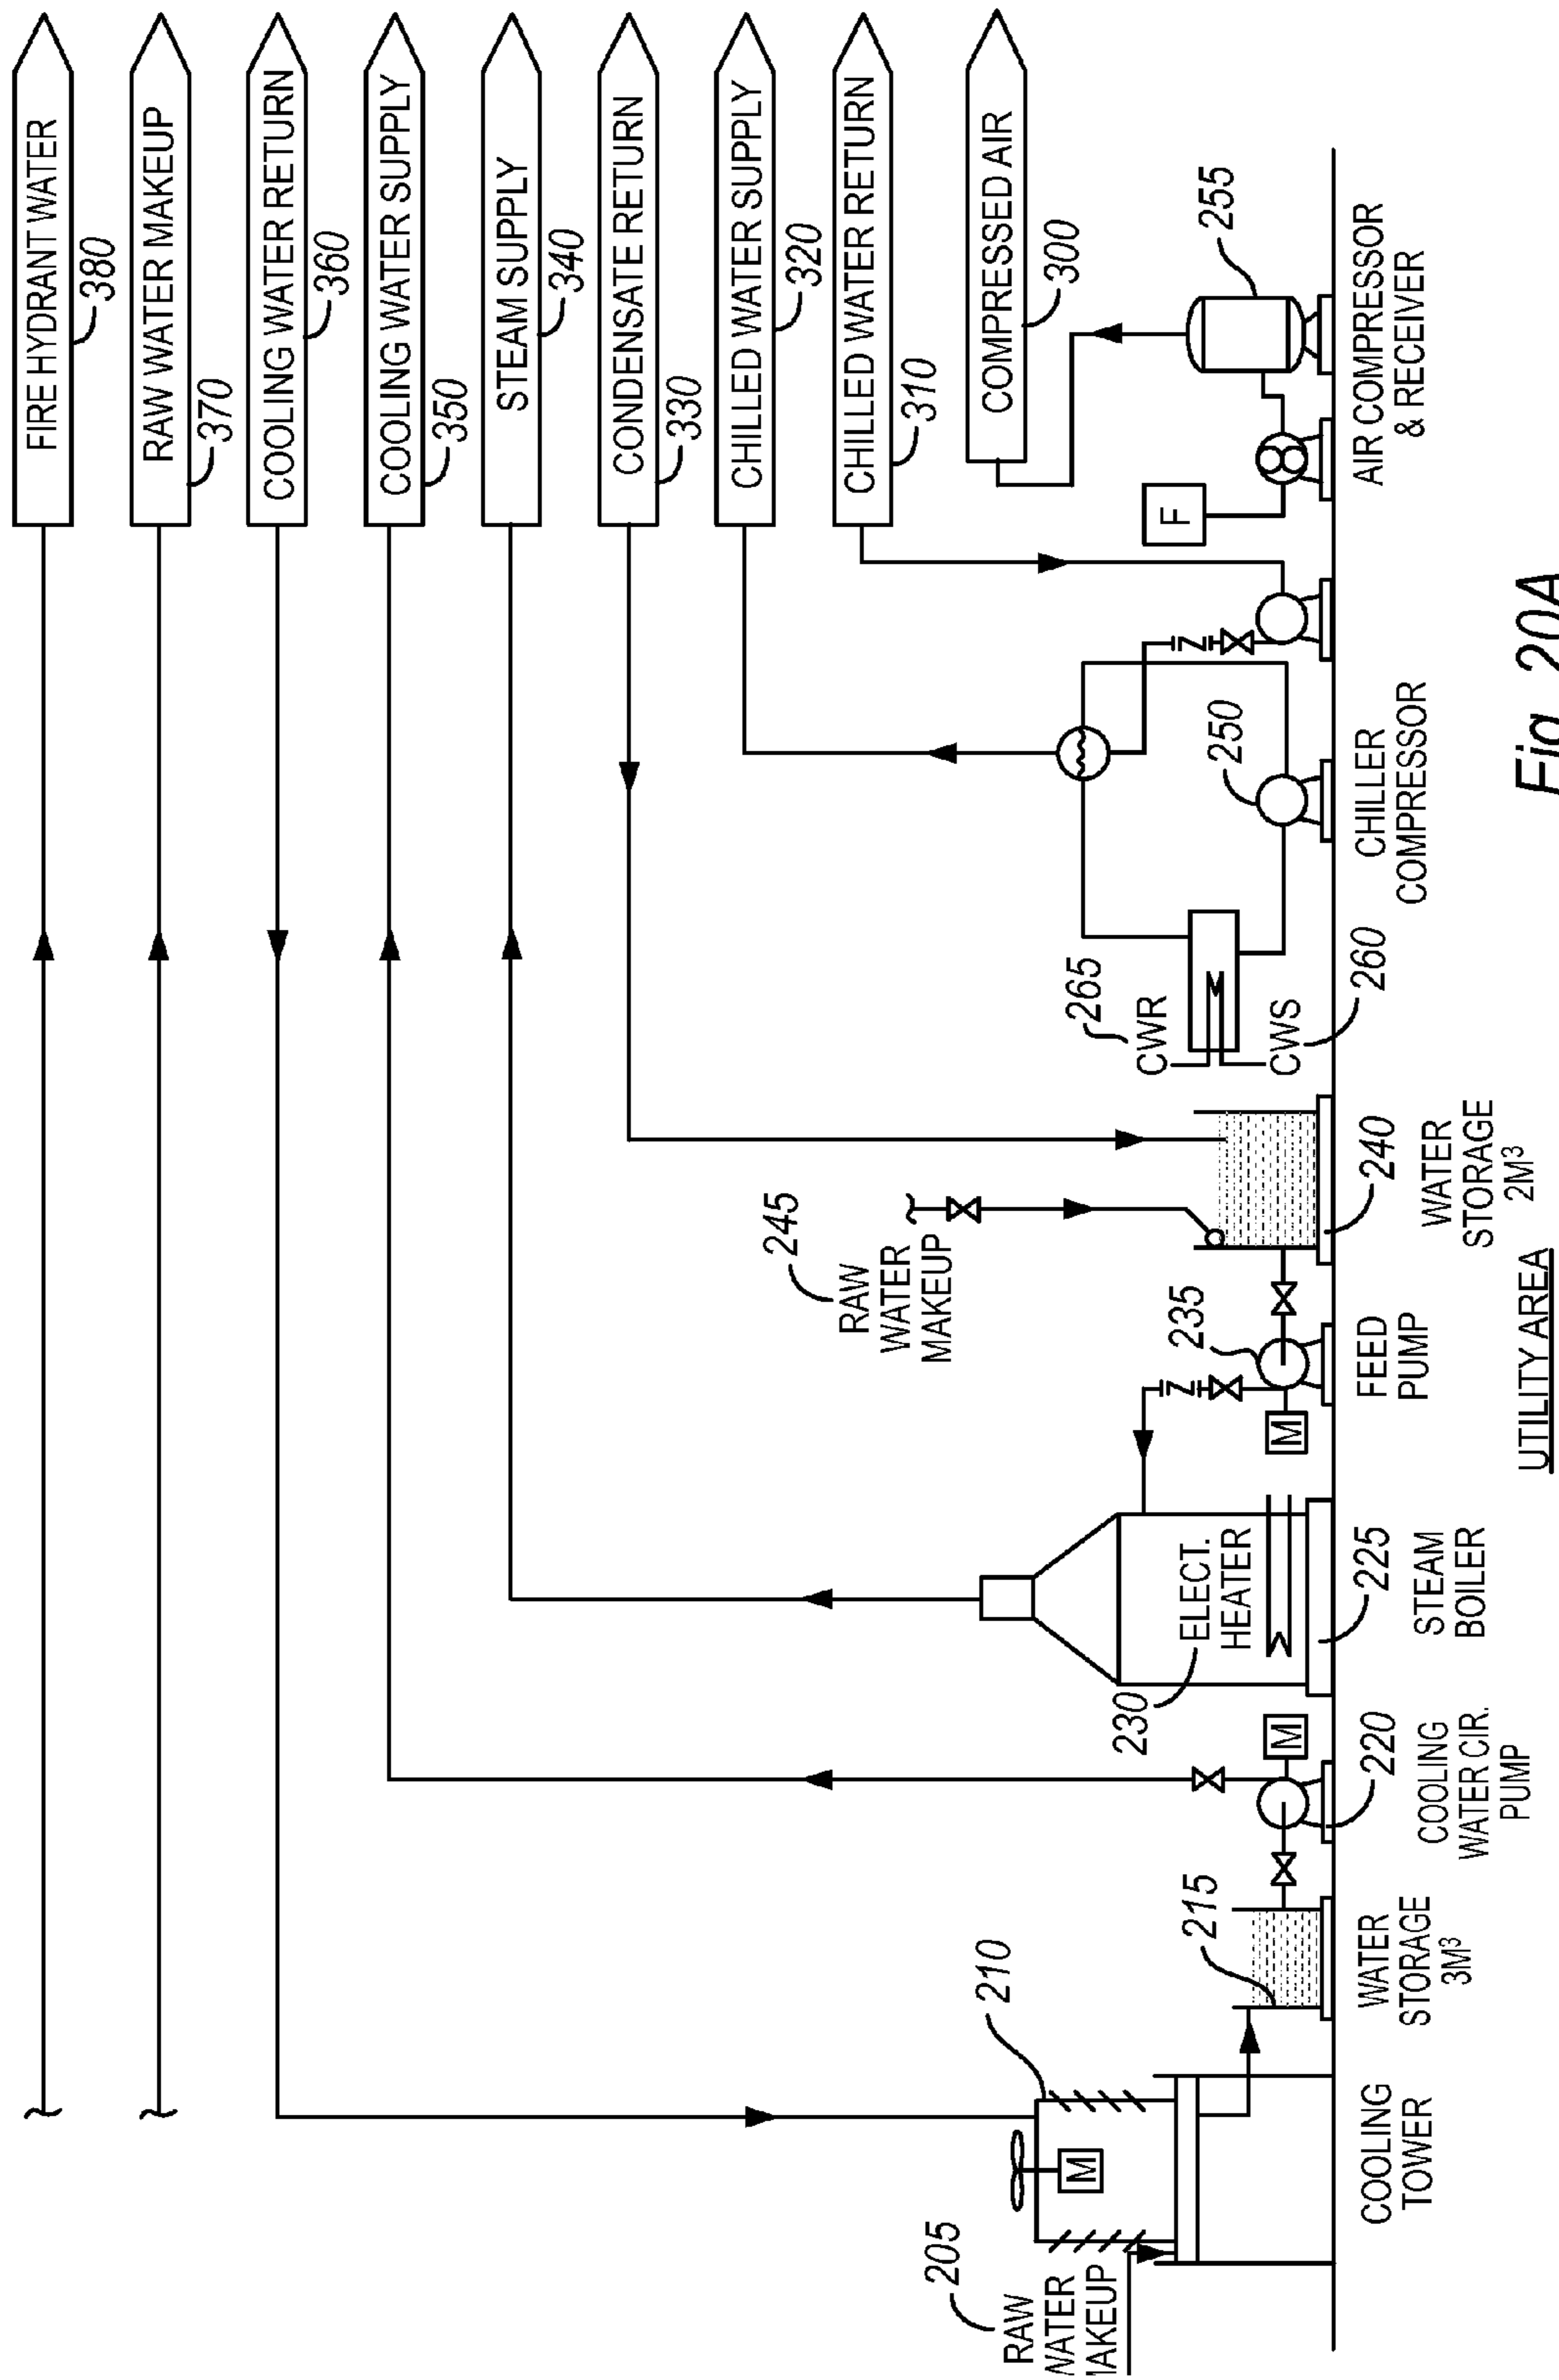 FIRE HYDRANT WATER
380
RAW WATER MAKEUP
370
COOLING WATER RETURN
360
COOLING WATER SUPPLY
350
STEAM SUPPLY
340
CONDENSATE RETURN
330
CHILLED WATER SUPPLY
320
CHILLED WATER RETURN
310
COMPRESSED AIR
300
205
RAW
WATER
MAKEUP
M
210
215
M
220
230
ELECT.
HEATER
225
M
235
245
RAW
WATER
MAKEUP
240
265
CWR
CWS
260
250
F
255
COOLING
TOWER
WATER
STORAGE
3M³
COOLING
WATER CIR.
PUMP
STEAM
BOILER
FEED
PUMP
WATER
STORAGE
2M³
CHILLER
COMPRESSOR
AIR COMPRESSOR
& RECEIVER
UTILITY AREA
Fig. 20A